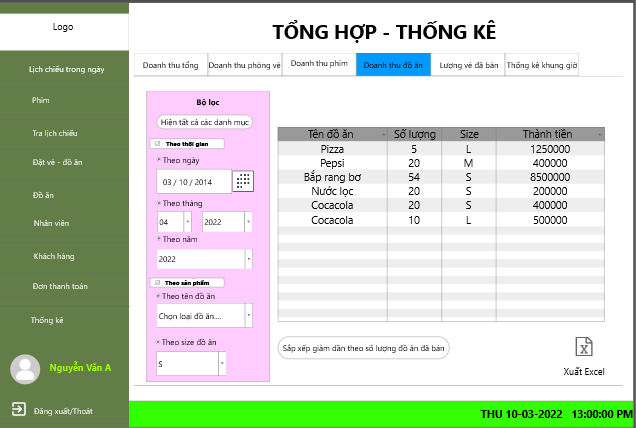 Logo
TỔNG HỢP - THỐNG KÊ
Lịch chiếu trong ngày
Phim
Tra lịch chiếu
Đặt vé - đồ ăn
Đồ ăn
Nhân viên
Khách hàng
Đơn thanh toán
Thống kê
Nguyễn Văn A
Đăng xuất/Thoát
Doanh thu tổng Doanh thu phòng vé Doanh thu phim Doanh thu đồ ăn Lượng vé đã bán Thống kê khung giờ
Bộ lọc
Hiện tất cả các danh mục
Theo thời gian
Theo ngày
03 / 10 / 2014
Theo tháng
04 2022
Theo năm
2022
Theo sản phẩm
Theo tên đồ ăn
Chọn loại đồ ăn....
Theo size đồ ăn
S
Tên đồ ăn Số lượng Size Thành tiền
Pizza 5 L 1250000
Pepsi 20 M 400000
Bắp rang bơ 54 S 8500000
Nước lọc 20 S 200000
Cocacola 20 S 400000
Cocacola 10 L 500000
Sắp xếp giảm dần theo số lượng đồ ăn đã bán
X
Xuất Excel
THU 10-03-2022 13:00:00 PM